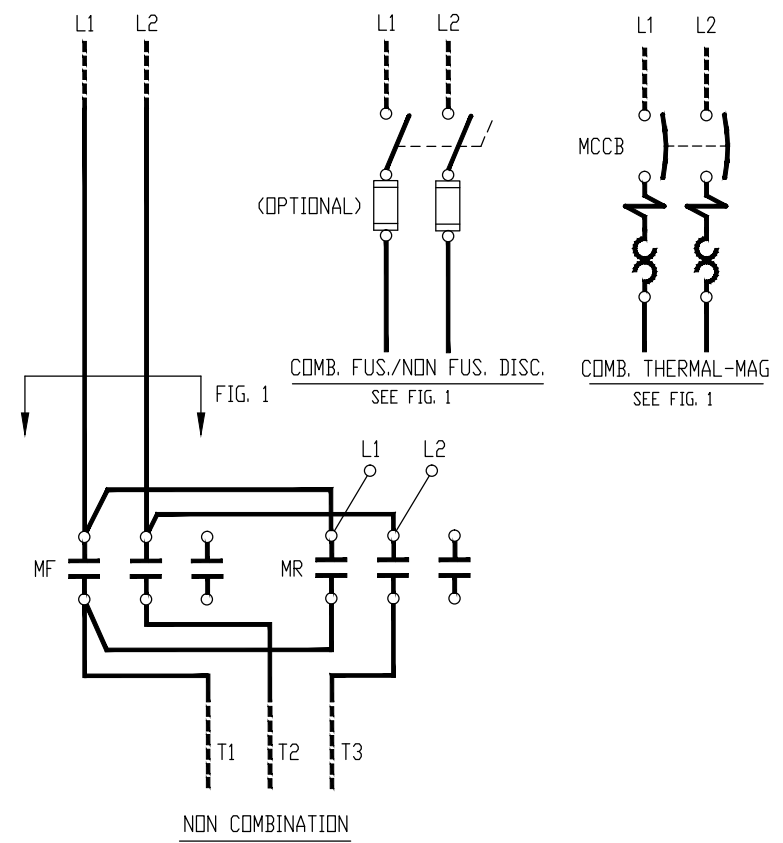 L1 L2
L1 L2
L1 L2
MCCB
(OPTIONAL)
COMB. FUS./NON FUS. DISC.
SEE FIG. 1
COMB. THERMAL-MAG
SEE FIG. 1
FIG. 1
L1 L2
MF
MR
T1 T2 T3
NON COMBINATION